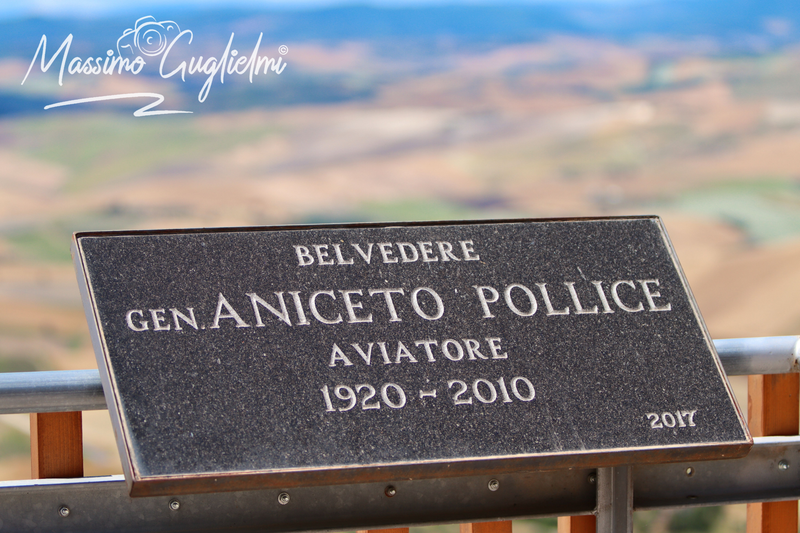 Massimo Guglielmi ©
BELVEDERE
GEN. ANICETO POLLICE
AVIATORE
1920 - 2010
2017